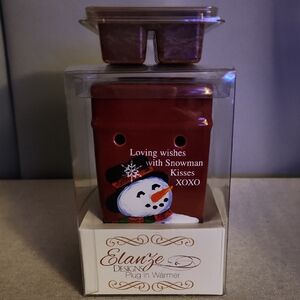 Loving wishes
with Snowman
Kisses
XOXO
Elanze
DESIGNS
Plug in Warmer